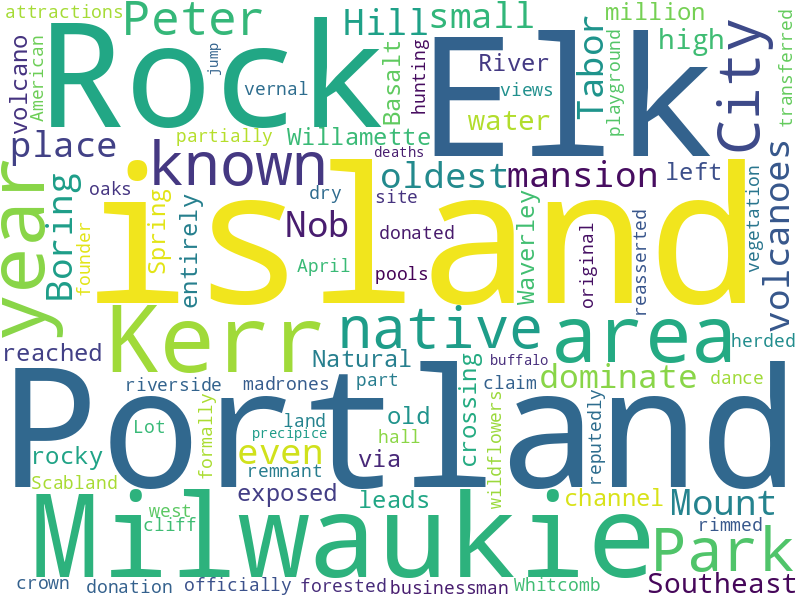 attractions
Peter
Hill
small
million
Rock
Elk
high
City
transferred
volcano
American
jump
vernal
Basalt
hunting
River
views
Tabor
playground
water
partially
Willamette
place
known
deaths
oldest
mansion
left
volcanoes
year
Boring
oaks
founder
Spring
entirely
island
dry
site
Nob
donated
April
pools
Waverley
original
reasserted
vegetation
Kerr
native
area
reached
Natural
crossing
buffalo
herded
Portland
riverside
madrones
part
claim
dominate
dance
Lot
formally
land
old
precipice
hall
wildflowers
reputedly
rocky
even
via
remnant
Scabland
exposed
leads
channel
Mount
Milwaukie
west
cliff
rimmed
Park
crown
donation
officially
forested
businessman
Whitcomb
Southeast